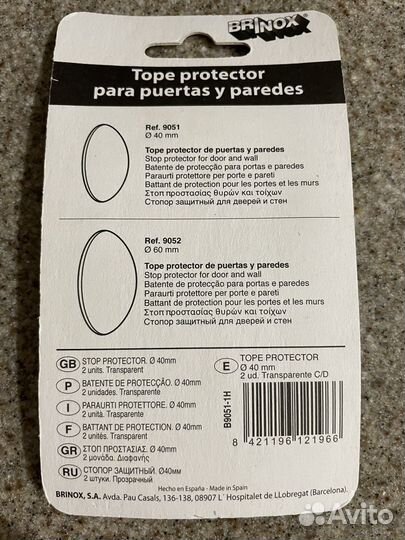 BRINOX
Tope protector
para puertas y paredes
Ref. 9051
Ø 40 mm
Tope protector de puertas y paredes
Stop protector for door and wall
Batente de protecção para portas e paredes
Paraurti protettore per porte e pareti
Battant de protection pour les portes et les murs
Στοπ προστασίας θυρών και τοίχων
Стопор защитный для дверей и стен
Ref. 9052
Ø 60 mm
Tope protector de puertas y paredes
Stop protector for door and wall
Batente de protecção para portas e paredes
Paraurti protettore per porte e pareti
Battant de protection pour les portes et les murs
Στοπ προστασίας θυρών και τοίχων
Стопор защитный для дверей и стен
GB STOP PROTECTOR. Ø 40mm
2 units. Transparent
P BATENTE DE PROTECÇÃO. Ø 40mm
2 unidades. Transparente
I PARAURTI PROTETTORE. Ø 40mm
2 unità. Trasparente
F BATTANT DE PROTECTION. Ø 40mm
2 unités. Transparent
GR ΣΤΟΠ ΠΡΟΣΤΑΣΙΑΣ. Ø 40mm
2 μονάδα. Διαφανής
RU СТОПОР ЗАЩИТНЫЙ. Ø40мм
2 штуки. Прозрачный
E TOPE PROTECTOR
Ø 40 mm
2 ud. Transparente C/D
B9051-1H
8 421196 121966
Hecho en España - Made in Spain
BRINOX, S.A. Avda. Pau Casals, 136-138, 08907 L´ Hospitalet de LLobregat (Barcelona).
Avito